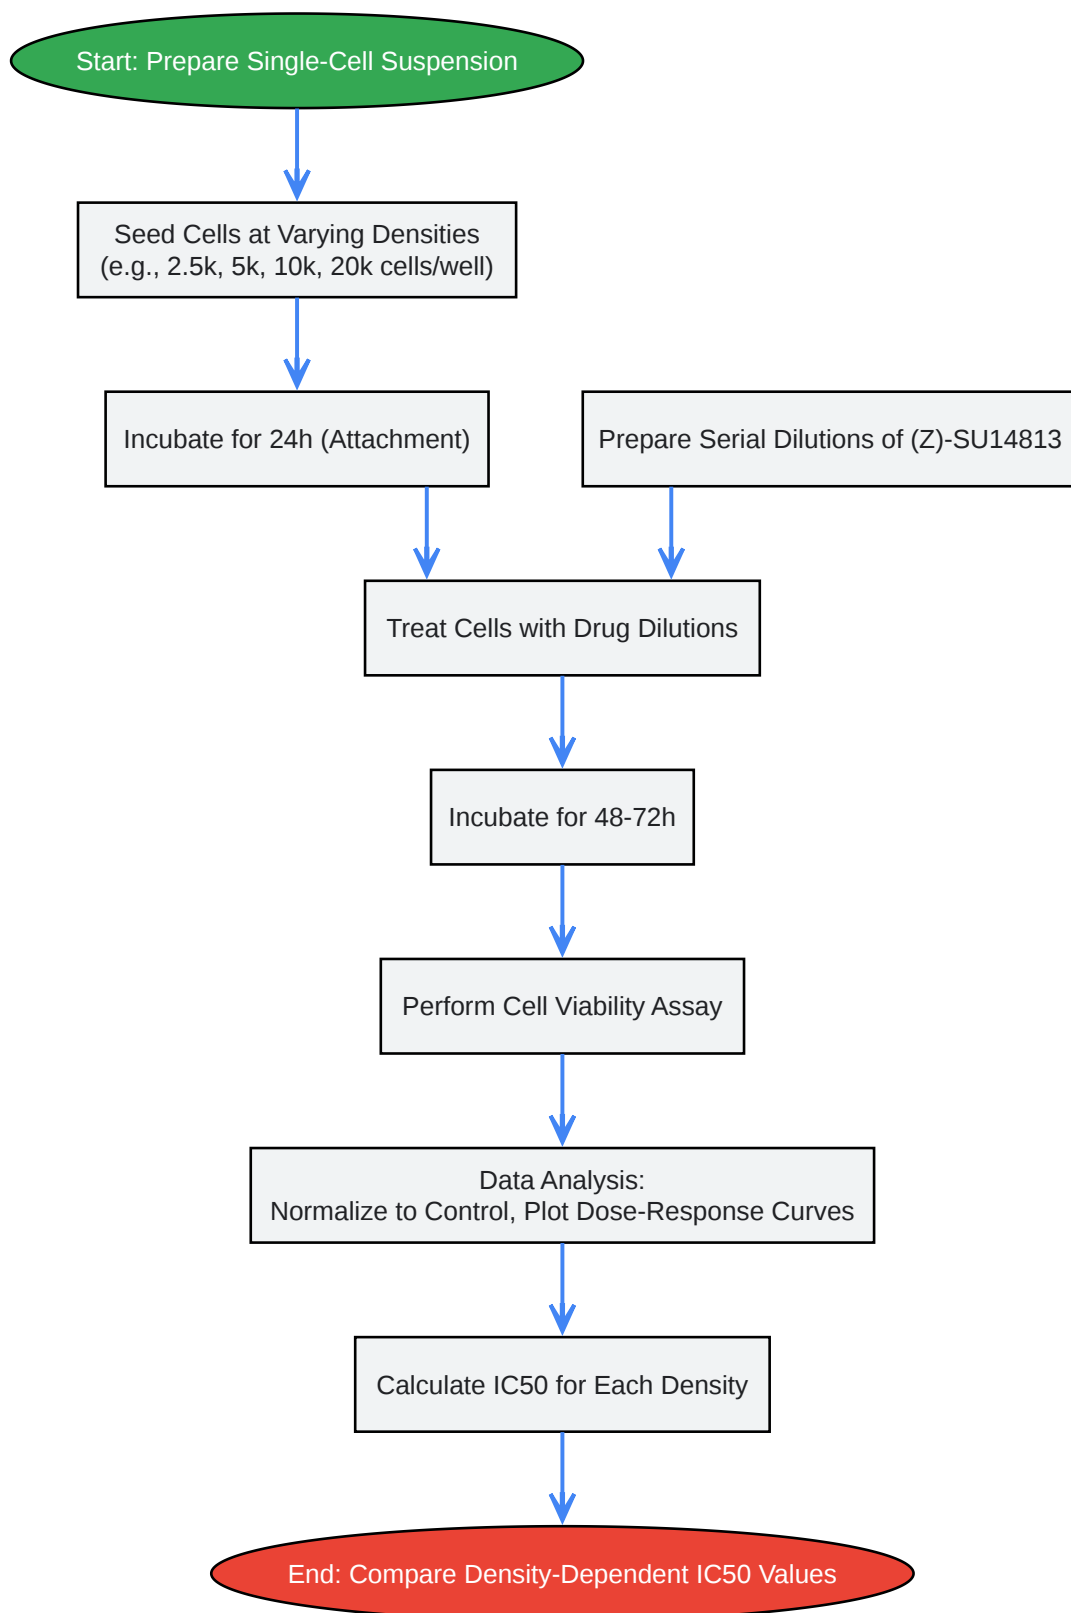 Start: Prepare Single-Cell Suspension
Seed Cells at Varying Densities
(e.g., 2.5k, 5k, 10k, 20k cells/well)
Incubate for 24h (Attachment)
Prepare Serial Dilutions of (Z)-SU14813
Treat Cells with Drug Dilutions
Incubate for 48-72h
Perform Cell Viability Assay
Data Analysis:
Normalize to Control, Plot Dose-Response Curves
Calculate IC50 for Each Density
End: Compare Density-Dependent IC50 Values